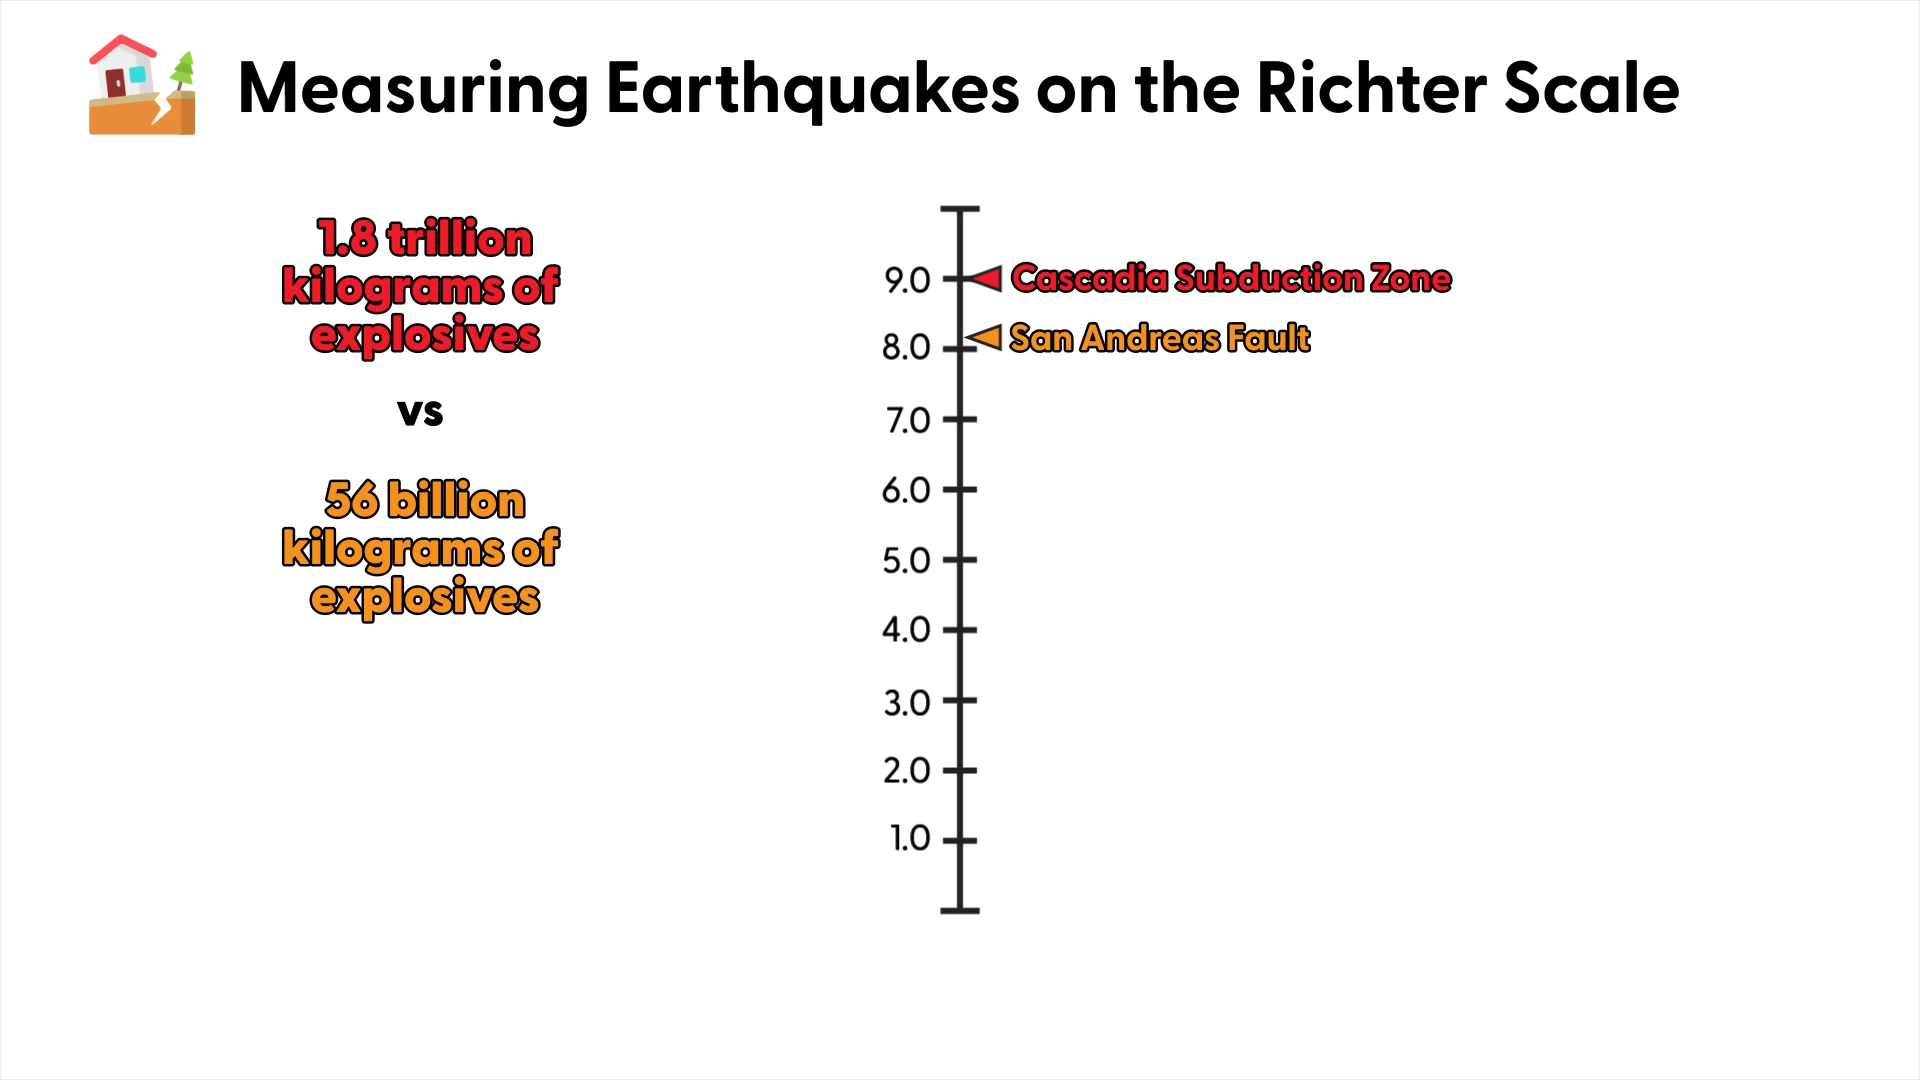 Measuring Earthquakes on the Richter Scale
1.8 trillion
kilograms of
explosives
vs
56 billion
kilograms of
explosives
9.0
Cascadia Subduction Zone
8.0
San Andreas Fault
7.0
6.0
5.0
4.0
3.0
2.0
1.0